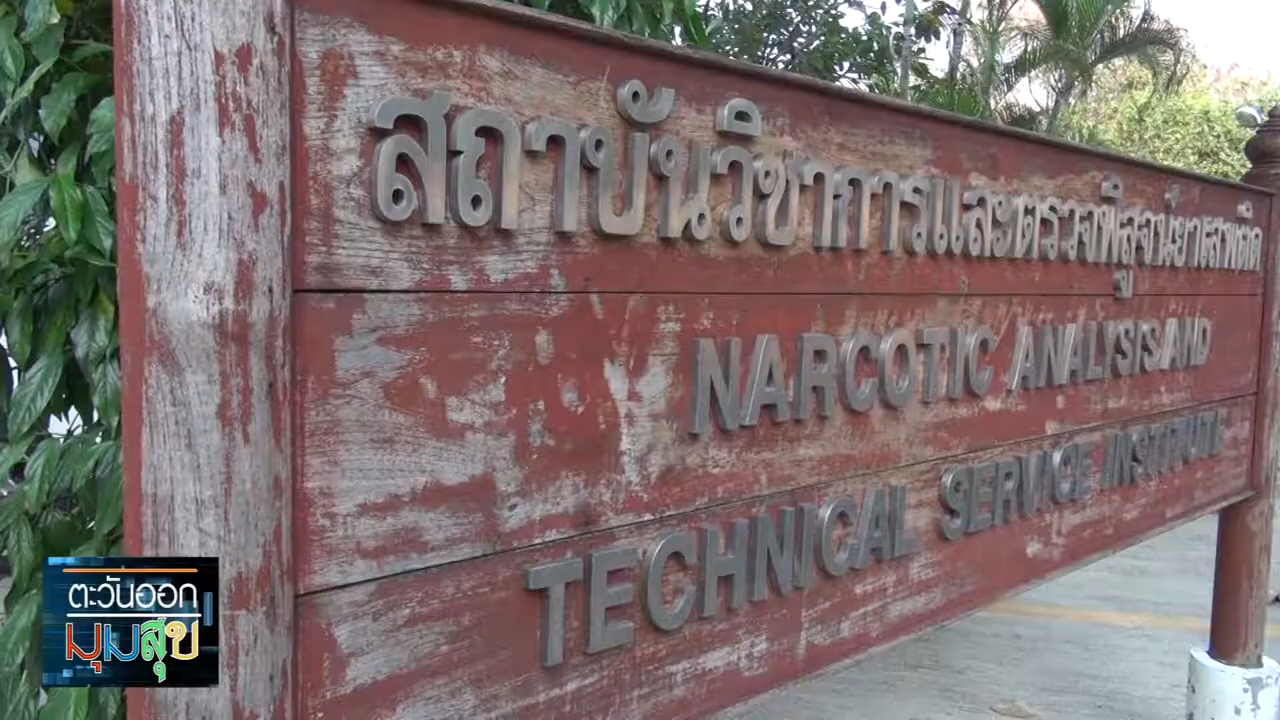 สถาบันวิชาการและตรวจพิสูจน์ยาเสพติด
NARCOTIC ANALYSIS AND
TECHNICAL SERVICE INSTITUTE
ตะวันออก
มุมสุข